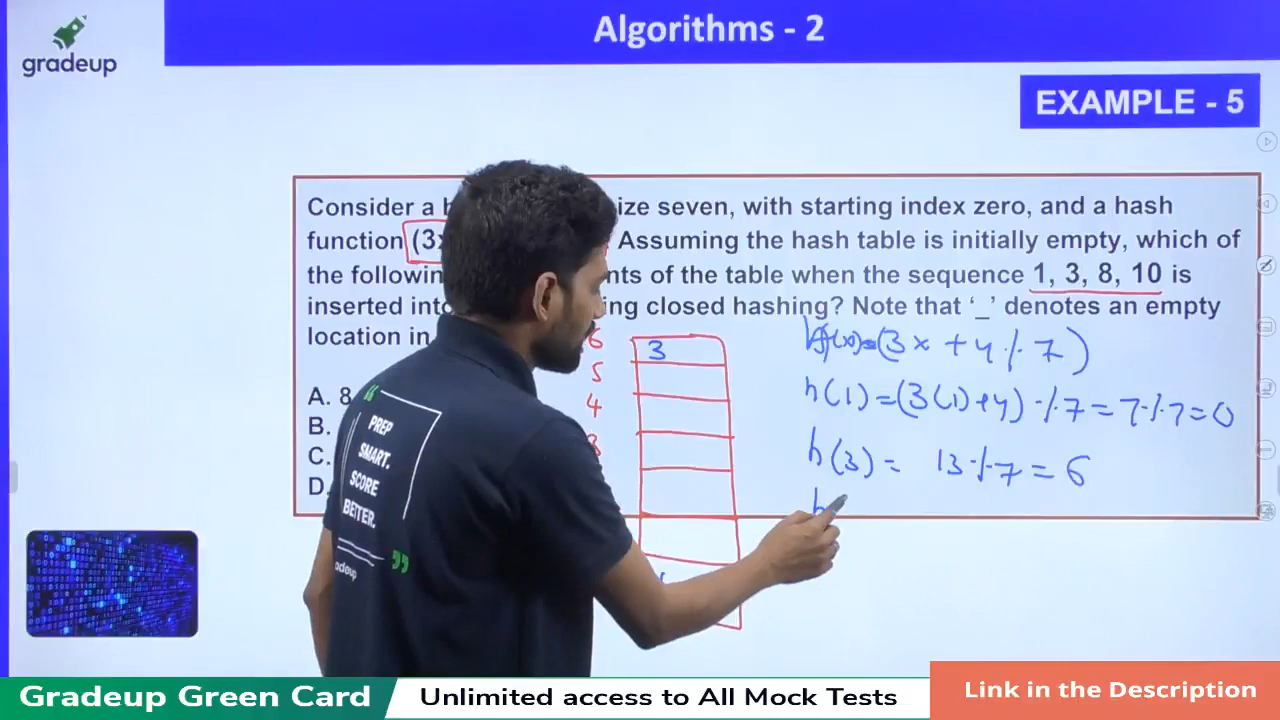 Algorithms - 2
gradeup
EXAMPLE - 5
Consider a ize seven, with starting index zero, and a hash
function (3x Assuming the hash table is initially empty, which of
the followin nts of the table when the sequence 1, 3, 8, 10 is
inserted into ing closed hashing? Note that ‘_’ denotes an empty
location in
A. 8
B.
C.
D.
6
5
4
3
3
h(x)=(3x+4%7)
h(1)=(3(1)+4)%7=7%7=0
h(3)= 13%7=6
h
“
PREP
SMART.
SCORE
BETTER.
”
adeup
Gradeup Green Card
Unlimited access to All Mock Tests
Link in the Description